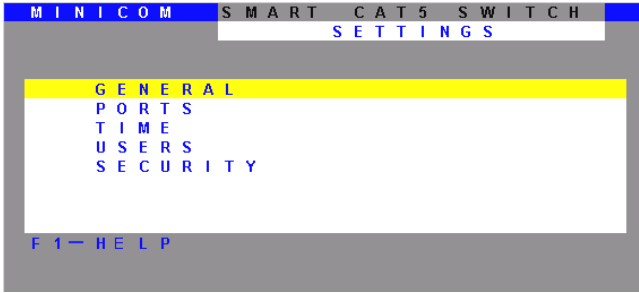 MINICOM SMART CAT5 SWITCH
SETTINGS
GENERAL
PORTS
TIME
USERS
SECURITY
F1—HELP